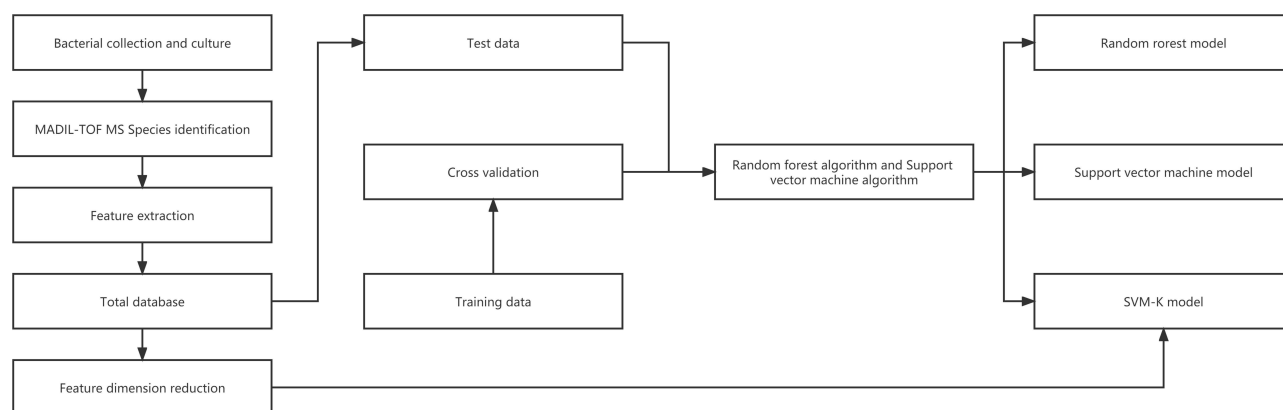 Bacterial collection and culture
MADIL-TOF MS Species identification
Feature extraction
Total database
Feature dimension reduction
Test data
Cross validation
Training data
Random forest algorithm and Support
vector machine algorithm
Random rorest model
Support vector machine model
SVM-K model